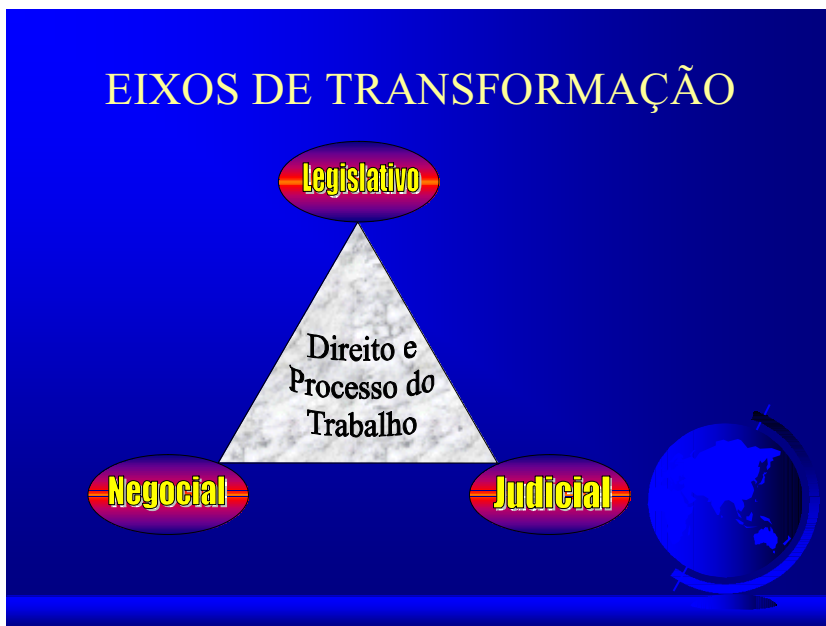 EIXOS DE TRANSFORMAÇÃO
Legislativo
Direito e
Processo do
Trabalho
Negocial
Judicial